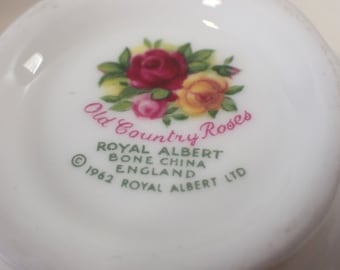 Old Country Roses
ROYAL ALBERT
BONE CHINA
ENGLAND
© 1962 ROYAL ALBERT LTD